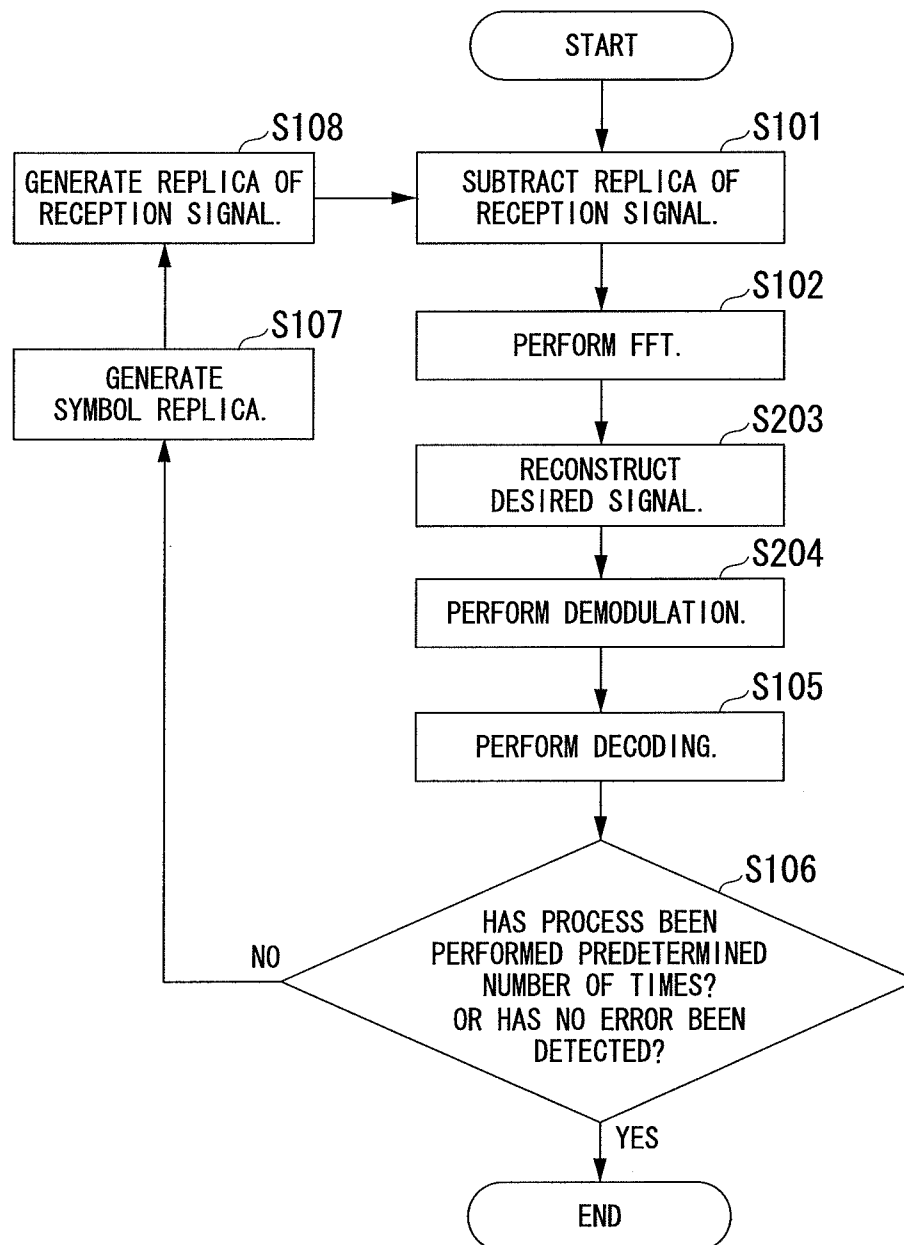 START
S108
GENERATE REPLICA OF
RECEPTION SIGNAL.
S101
SUBTRACT REPLICA OF
RECEPTION SIGNAL.
S102
PERFORM FFT.
S107
GENERATE
SYMBOL REPLICA.
S203
RECONSTRUCT
DESIRED SIGNAL.
S204
PERFORM DEMODULATION.
S105
PERFORM DECODING.
S106
HAS PROCESS BEEN
PERFORMED PREDETERMINED
NUMBER OF TIMES?
OR HAS NO ERROR BEEN
DETECTED?
NO
YES
END